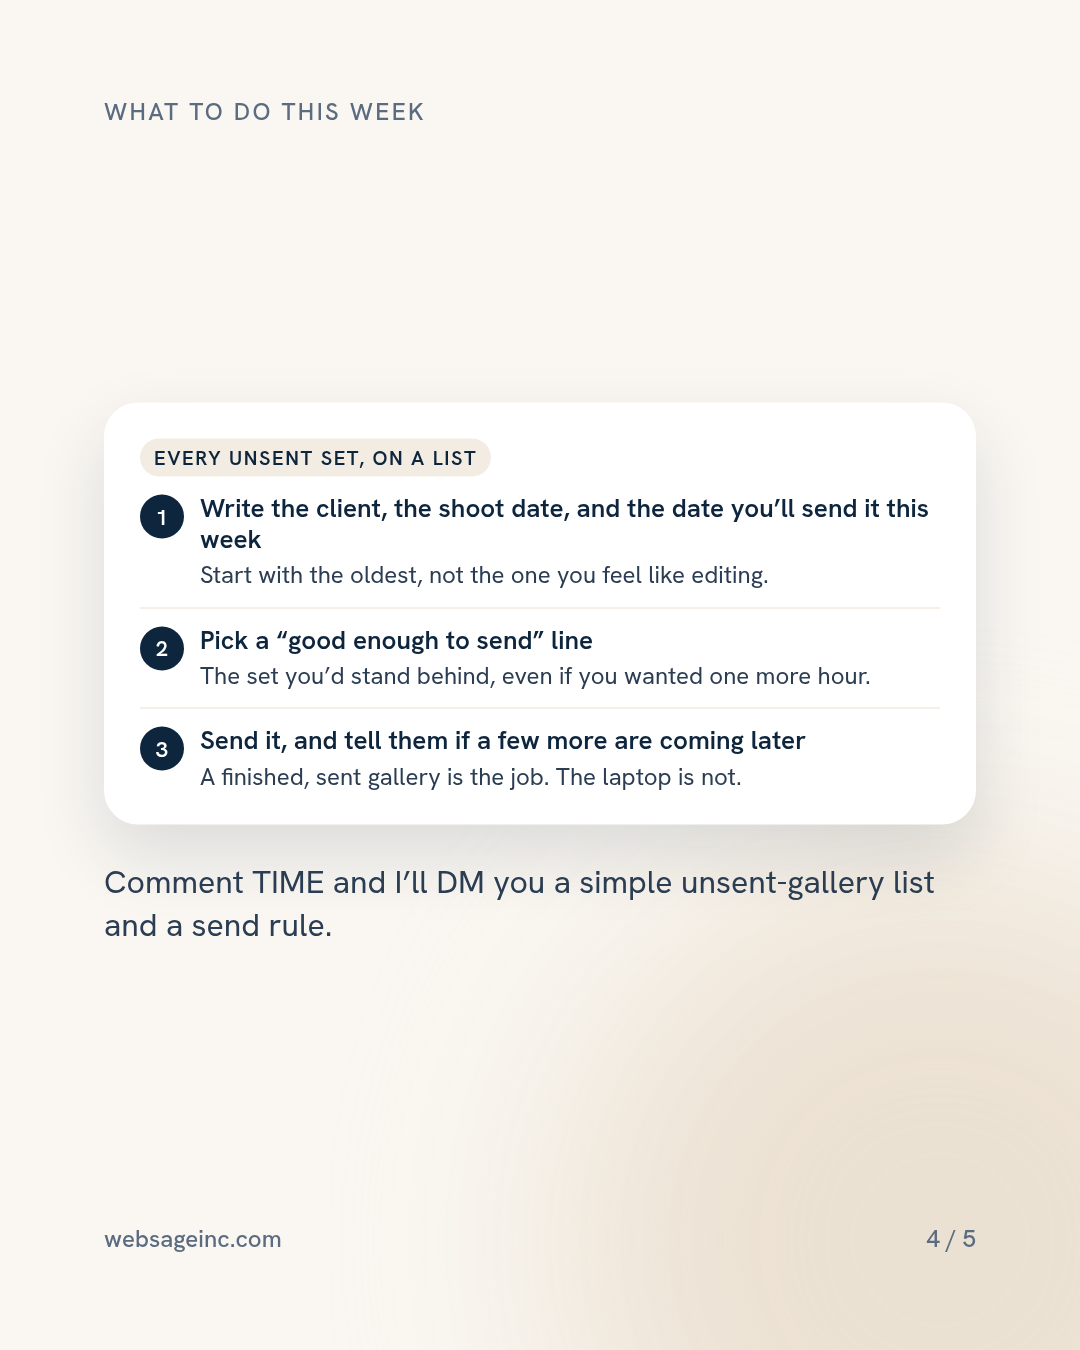 WHAT TO DO THIS WEEK
EVERY UNSENT SET, ON A LIST
1
Write the client, the shoot date, and the date you’ll send it this
week
Start with the oldest, not the one you feel like editing.
2
Pick a “good enough to send” line
The set you’d stand behind, even if you wanted one more hour.
3
Send it, and tell them if a few more are coming later
A finished, sent gallery is the job. The laptop is not.
Comment TIME and I’ll DM you a simple unsent-gallery list
and a send rule.
websageinc.com
4 / 5